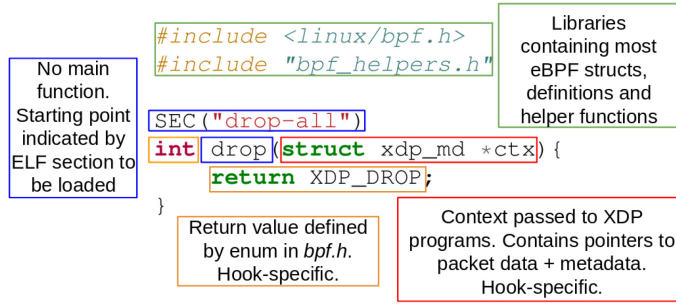 #include <linux/bpf.h>
#include "bpf_helpers.h"
Libraries
containing most
eBPF structs,
definitions and
helper functions
No main
function.
Starting point
indicated by
ELF section to
be loaded
SEC("drop-all")
int drop(struct xdp_md *ctx){
return XDP_DROP;
}
Return value defined
by enum in bpf.h.
Hook-specific.
Context passed to XDP
programs. Contains pointers to
packet data + metadata.
Hook-specific.